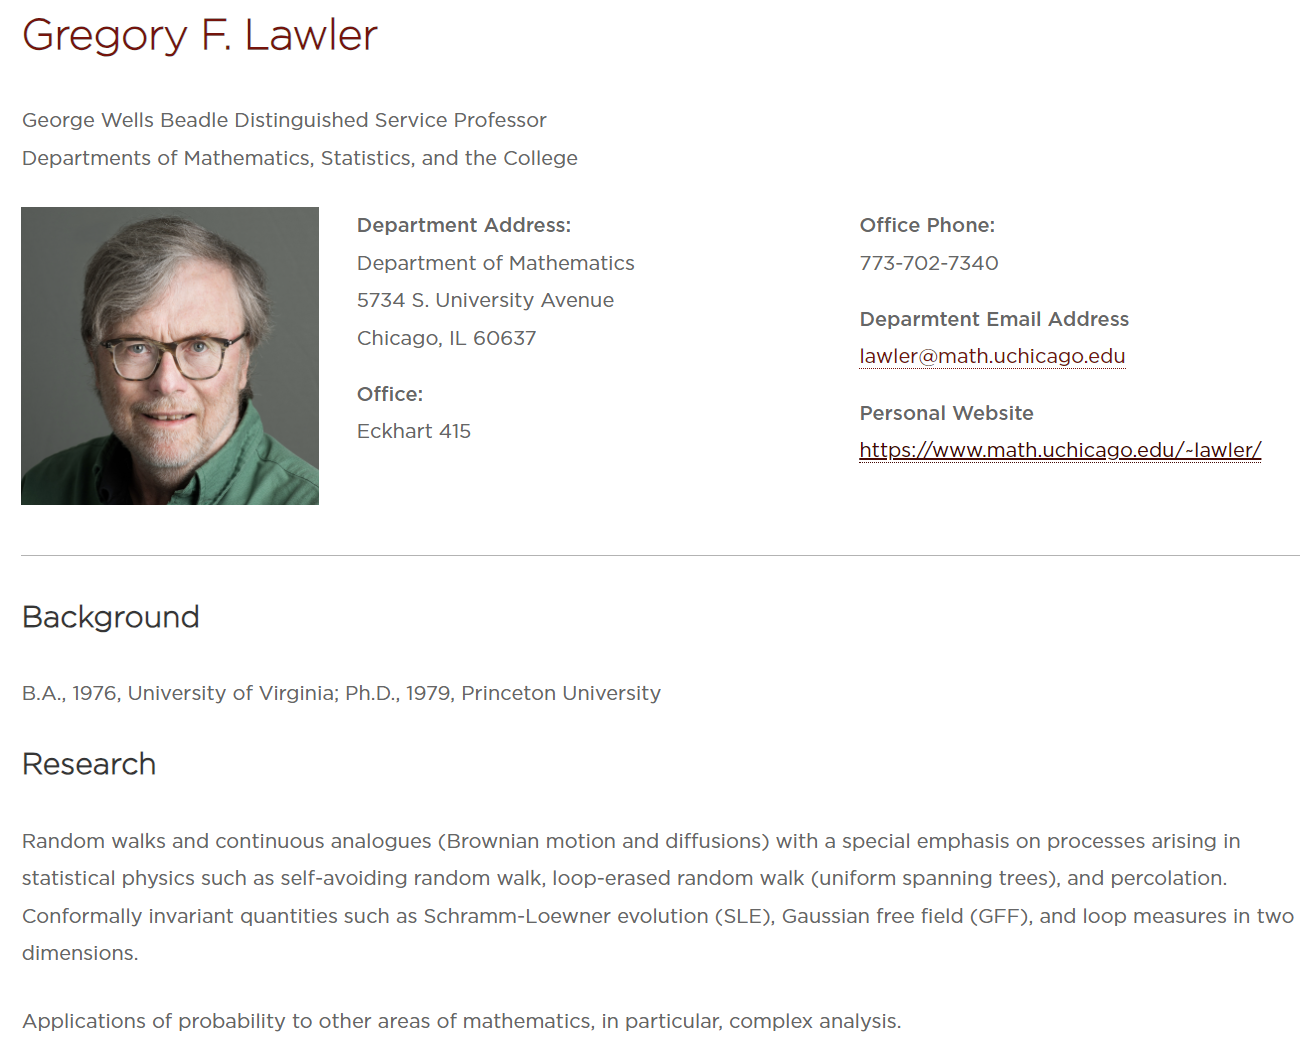 Gregory F. Lawler
George Wells Beadle Distinguished Service Professor
Departments of Mathematics, Statistics, and the College
Department Address:
Department of Mathematics
5734 S. University Avenue
Chicago, IL 60637
Office:
Eckhart 415
Office Phone:
773-702-7340
Deparmtent Email Address
lawler@math.uchicago.edu
Personal Website
https://www.math.uchicago.edu/~lawler/
Background
B.A., 1976, University of Virginia; Ph.D., 1979, Princeton University
Research
Random walks and continuous analogues (Brownian motion and diffusions) with a special emphasis on processes arising in
statistical physics such as self-avoiding random walk, loop-erased random walk (uniform spanning trees), and percolation.
Conformally invariant quantities such as Schramm-Loewner evolution (SLE), Gaussian free field (GFF), and loop measures in two
dimensions.
Applications of probability to other areas of mathematics, in particular, complex analysis.